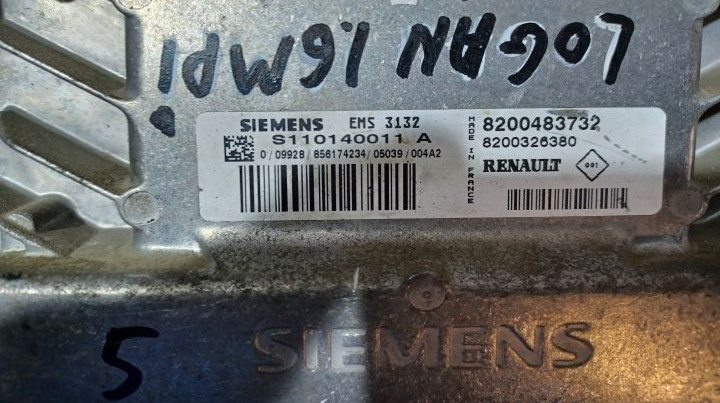 LOGAN 1.6MPi
SIEMENS EMS 3132
S110140011 A
0 / 09928 / 856174234 / 05039 / 004A2
MADE IN FRANCE
8200483732
8200326380
RENAULT
SIEMENS
5